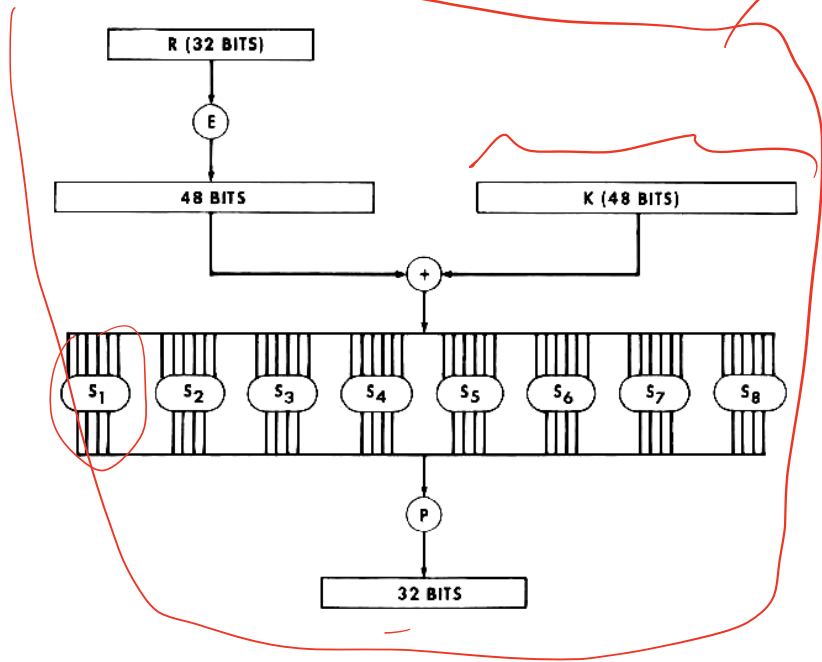 R (32 BITS)
E
48 BITS
K (48 BITS)
+
S1 S2 S3 S4 S5 S6 S7 S8
P
32 BITS